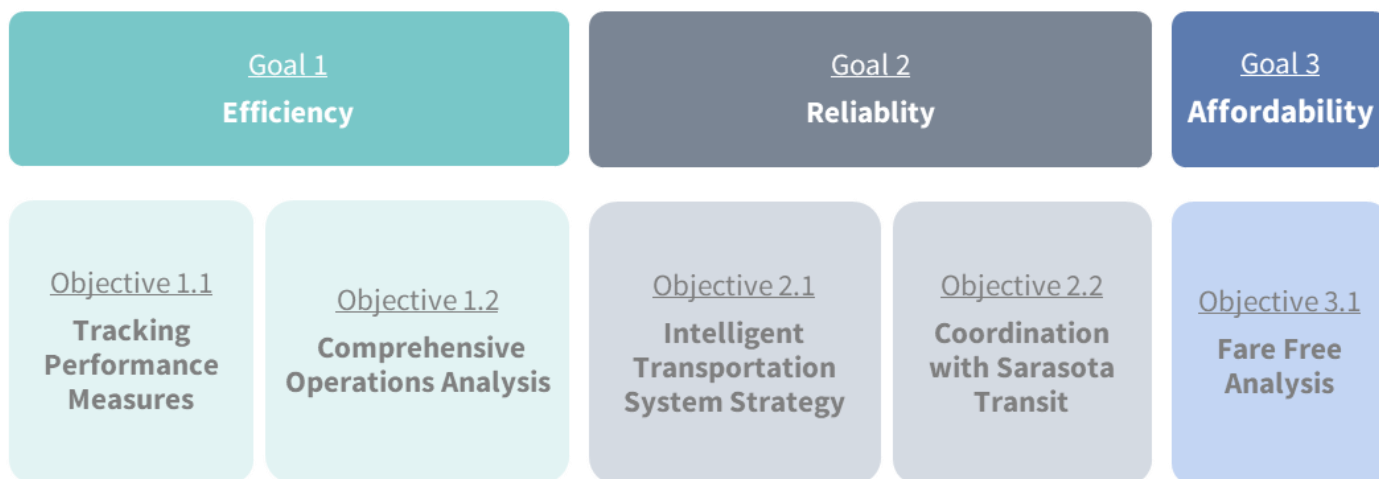 Goal 1
Efficiency
Goal 2
Reliablity
Goal 3
Affordability
Objective 1.1
Tracking
Performance
Measures
Objective 1.2
Comprehensive
Operations Analysis
Objective 2.1
Intelligent
Transportation
System Strategy
Objective 2.2
Coordination
with Sarasota
Transit
Objective 3.1
Fare Free
Analysis